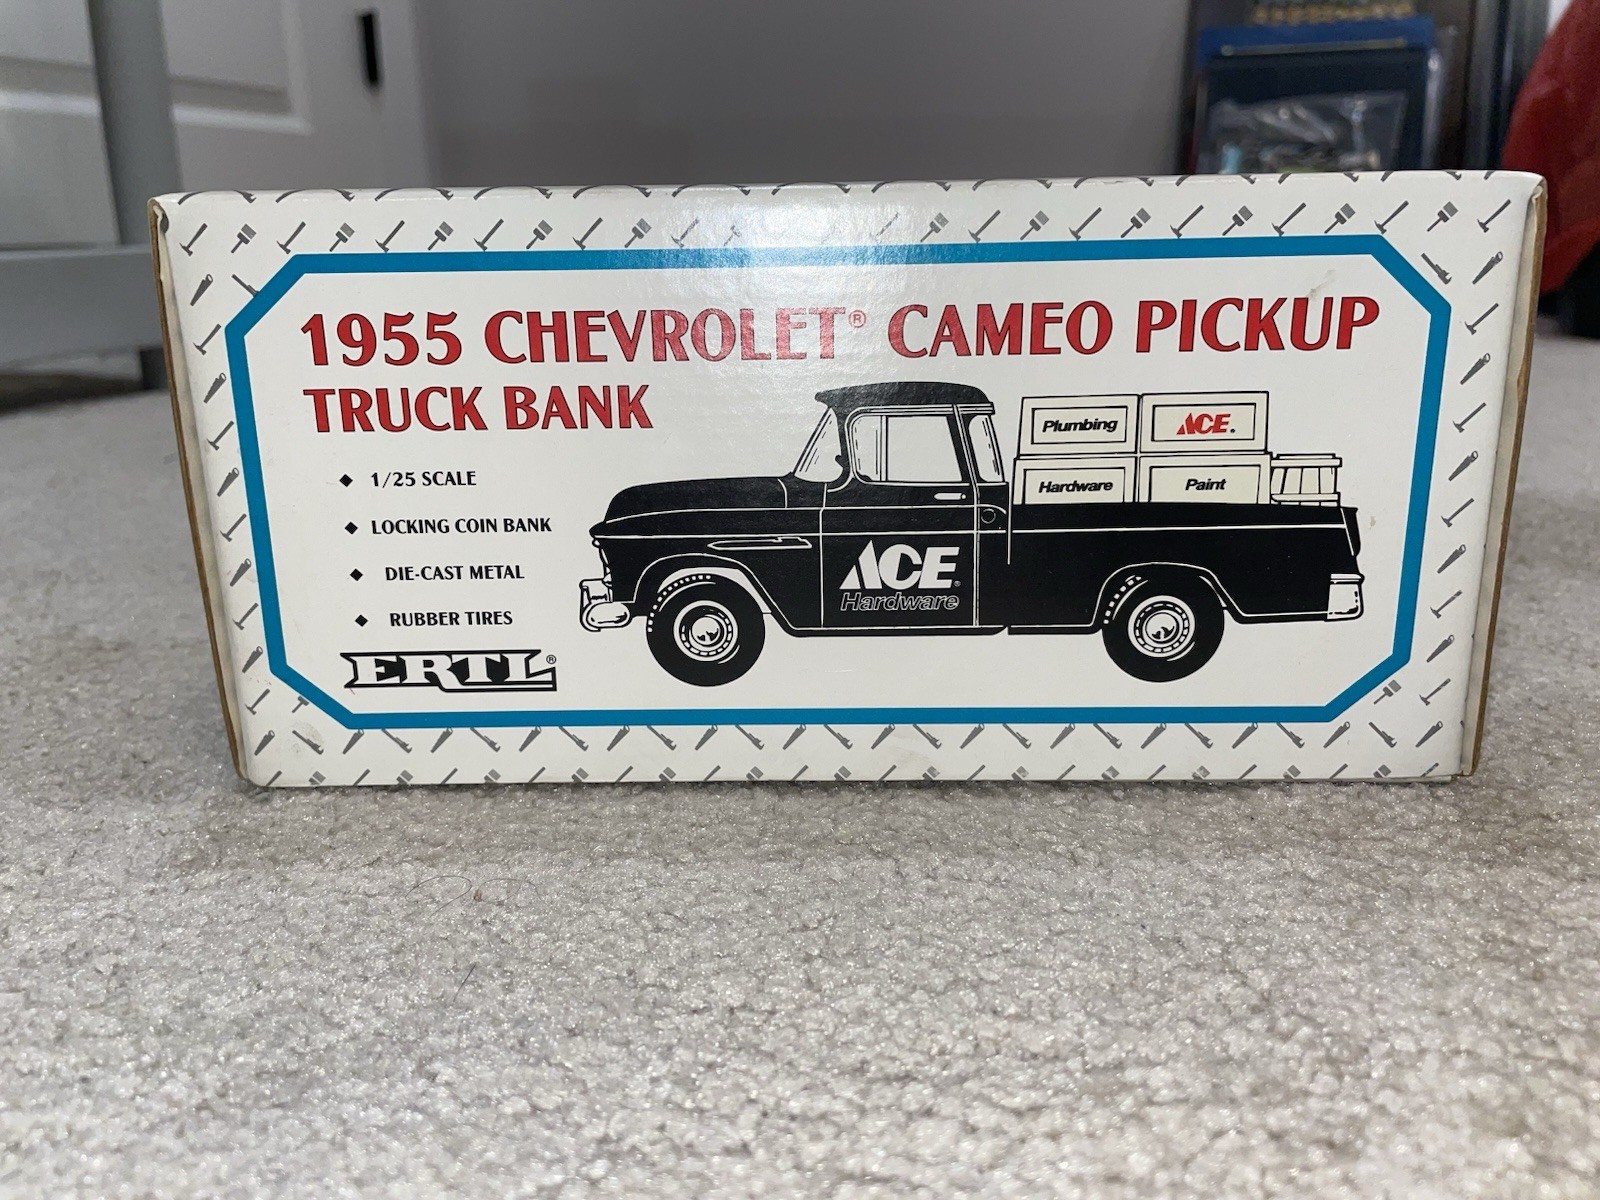 1955 CHEVROLET® CAMEO PICKUP
TRUCK BANK
◆ 1/25 SCALE
◆ LOCKING COIN BANK
◆ DIE-CAST METAL
◆ RUBBER TIRES
ERTL®
Plumbing
ACE®
Hardware
Paint
ACE®
Hardware